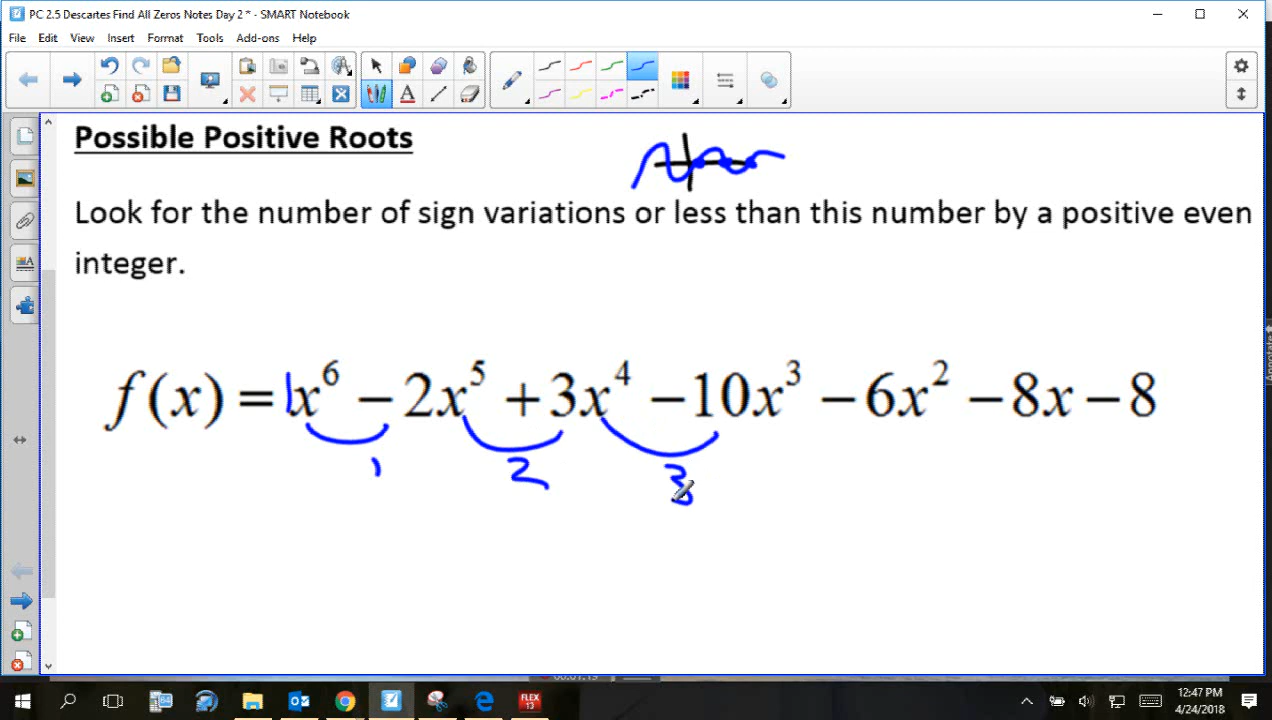 PC 2.5 Descartes Find All Zeros Notes Day 2 * - SMART Notebook
File Edit View Insert Format Tools Add-ons Help
Possible Positive Roots
Look for the number of sign variations or less than this number by a positive even
integer.
f(x) = 1x⁶ − 2x⁵ + 3x⁴ − 10x³ − 6x² − 8x − 8
1 2 3
FLEX
13
12:47 PM
4/24/2018